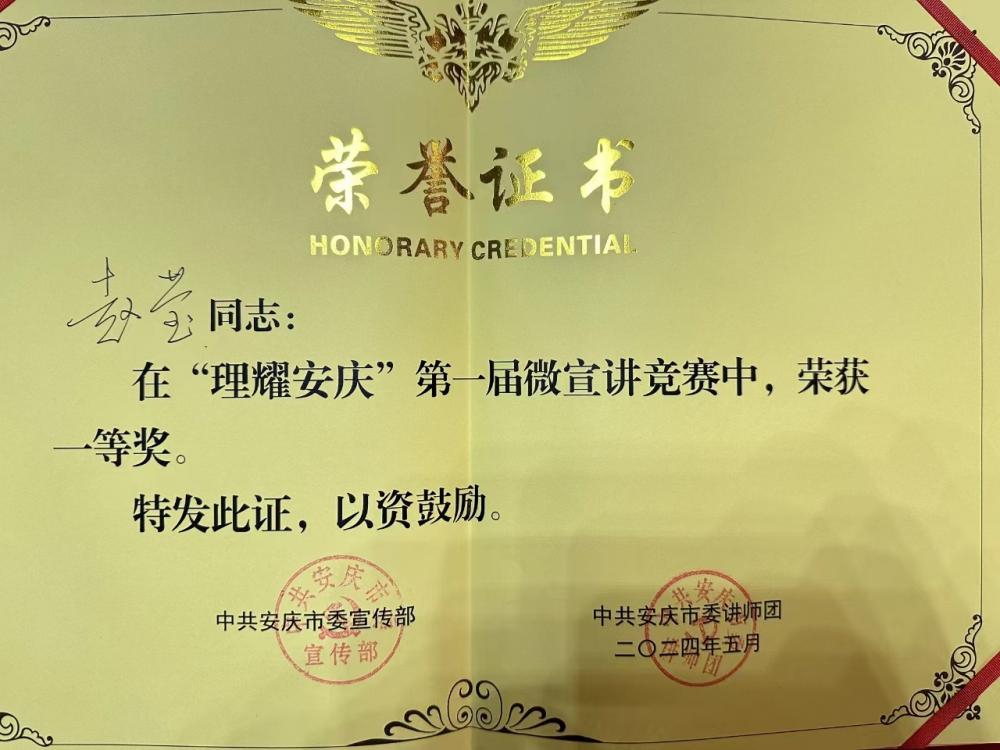 荣誉证书
HONORARY CREDENTIAL
赵莹同志：
在“理耀安庆”第一届微宣讲竞赛中，荣获
一等奖。
特发此证，以资鼓励。
中共安庆市委宣传部
中共安庆市委讲师团
二〇二四年五月